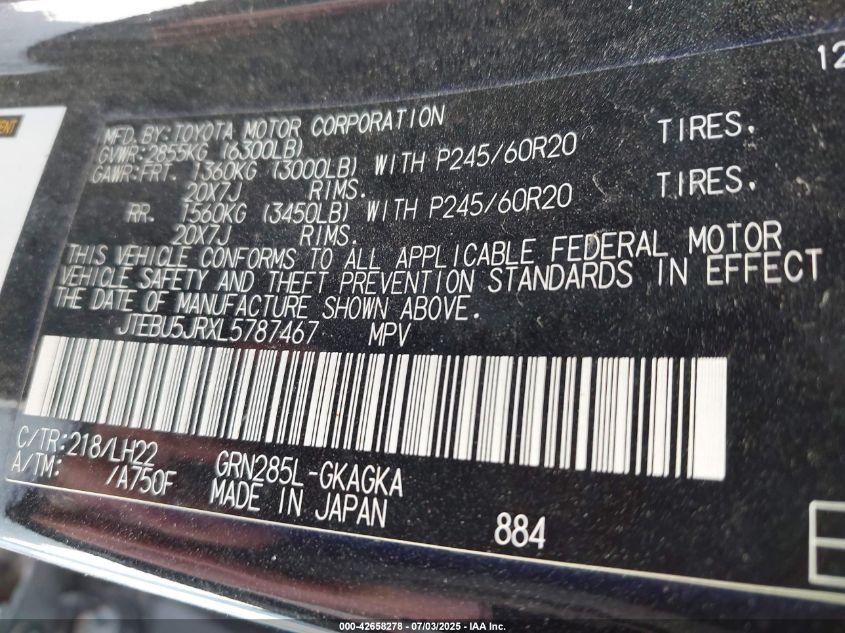 12
MENT
MFD. BY: TOYOTA MOTOR CORPORATION
GVWR: 2855KG (6300LB)
GAWR: FRT. 1360KG (3000LB) WITH P245/60R20 TIRES.
20X7J RIMS.
RR. 1560KG (3450LB) WITH P245/60R20 TIRES.
20X7J RIMS.
THIS VEHICLE CONFORMS TO ALL APPLICABLE FEDERAL MOTOR
VEHICLE SAFETY AND THEFT PREVENTION STANDARDS IN EFFECT
THE DATE OF MANUFACTURE SHOWN ABOVE.
JTEBU5JRXL5787467 MPV
C/TR: 218/LH22 GRN285L-GKAGKA
A/TM: /A750F MADE IN JAPAN
884
000-42658278 - 07/03/2025 - IAA Inc.